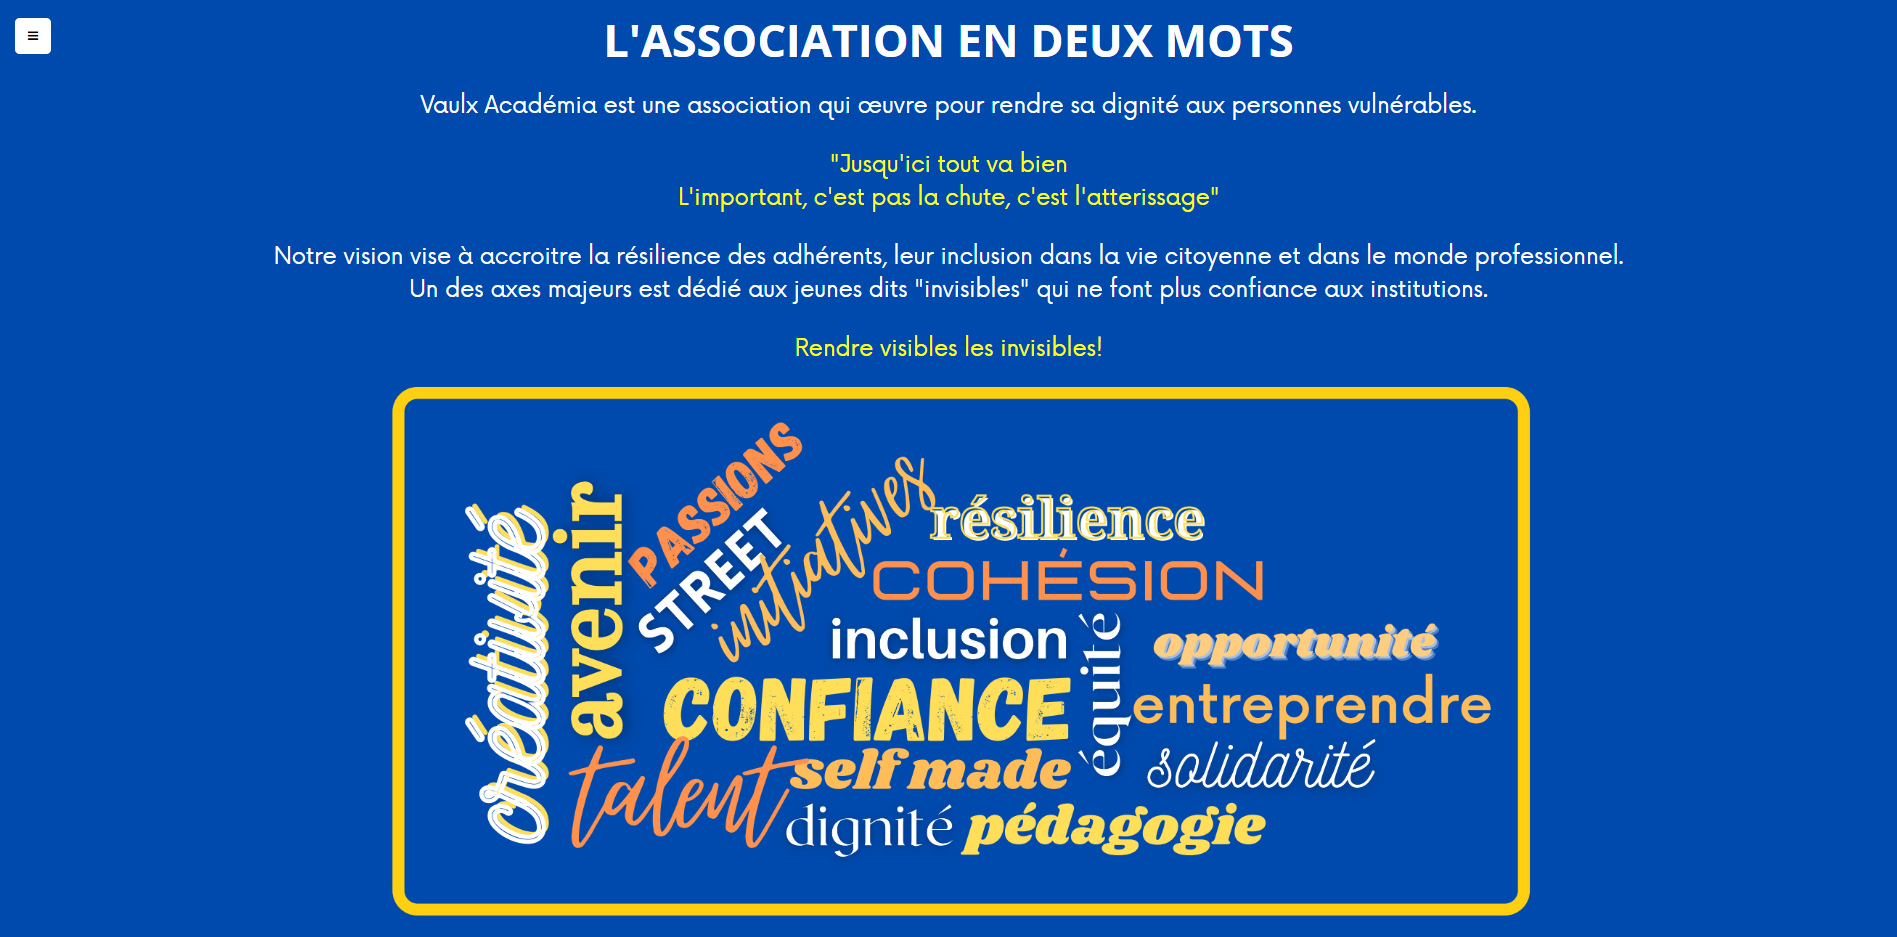 L'ASSOCIATION EN DEUX MOTS
Vaulx Académia est une association qui œuvre pour rendre sa dignité aux personnes vulnérables.
"Jusqu'ici tout va bien
L'important, c'est pas la chute, c'est l'atterissage"
Notre vision vise à accroitre la résilience des adhérents, leur inclusion dans la vie citoyenne et dans le monde professionnel.
Un des axes majeurs est dédié aux jeunes dits "invisibles" qui ne font plus confiance aux institutions.
Rendre visibles les invisibles!
créativité
avenir
PASSIONS
STREET
initiatives
résilience
COHÉSION
inclusion
équité
opportunité
CONFIANCE
entreprendre
talent
self made
solidarité
dignité
pédagogie